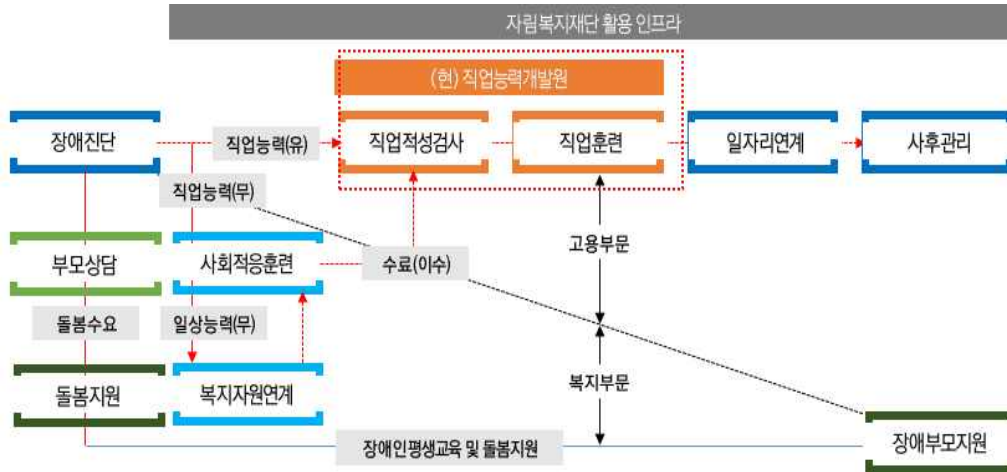 자림복지재단 활용 인프라
(현) 직업능력개발원
장애진단
직업능력(유)
직업적성검사
직업훈련
일자리연계
사후관리
직업능력(무)
부모상담
사회적응훈련
수료(이수)
고용부문
돌봄수요
일상능력(무)
돌봄지원
복지자원연계
복지부문
장애인평생교육 및 돌봄지원
장애부모지원